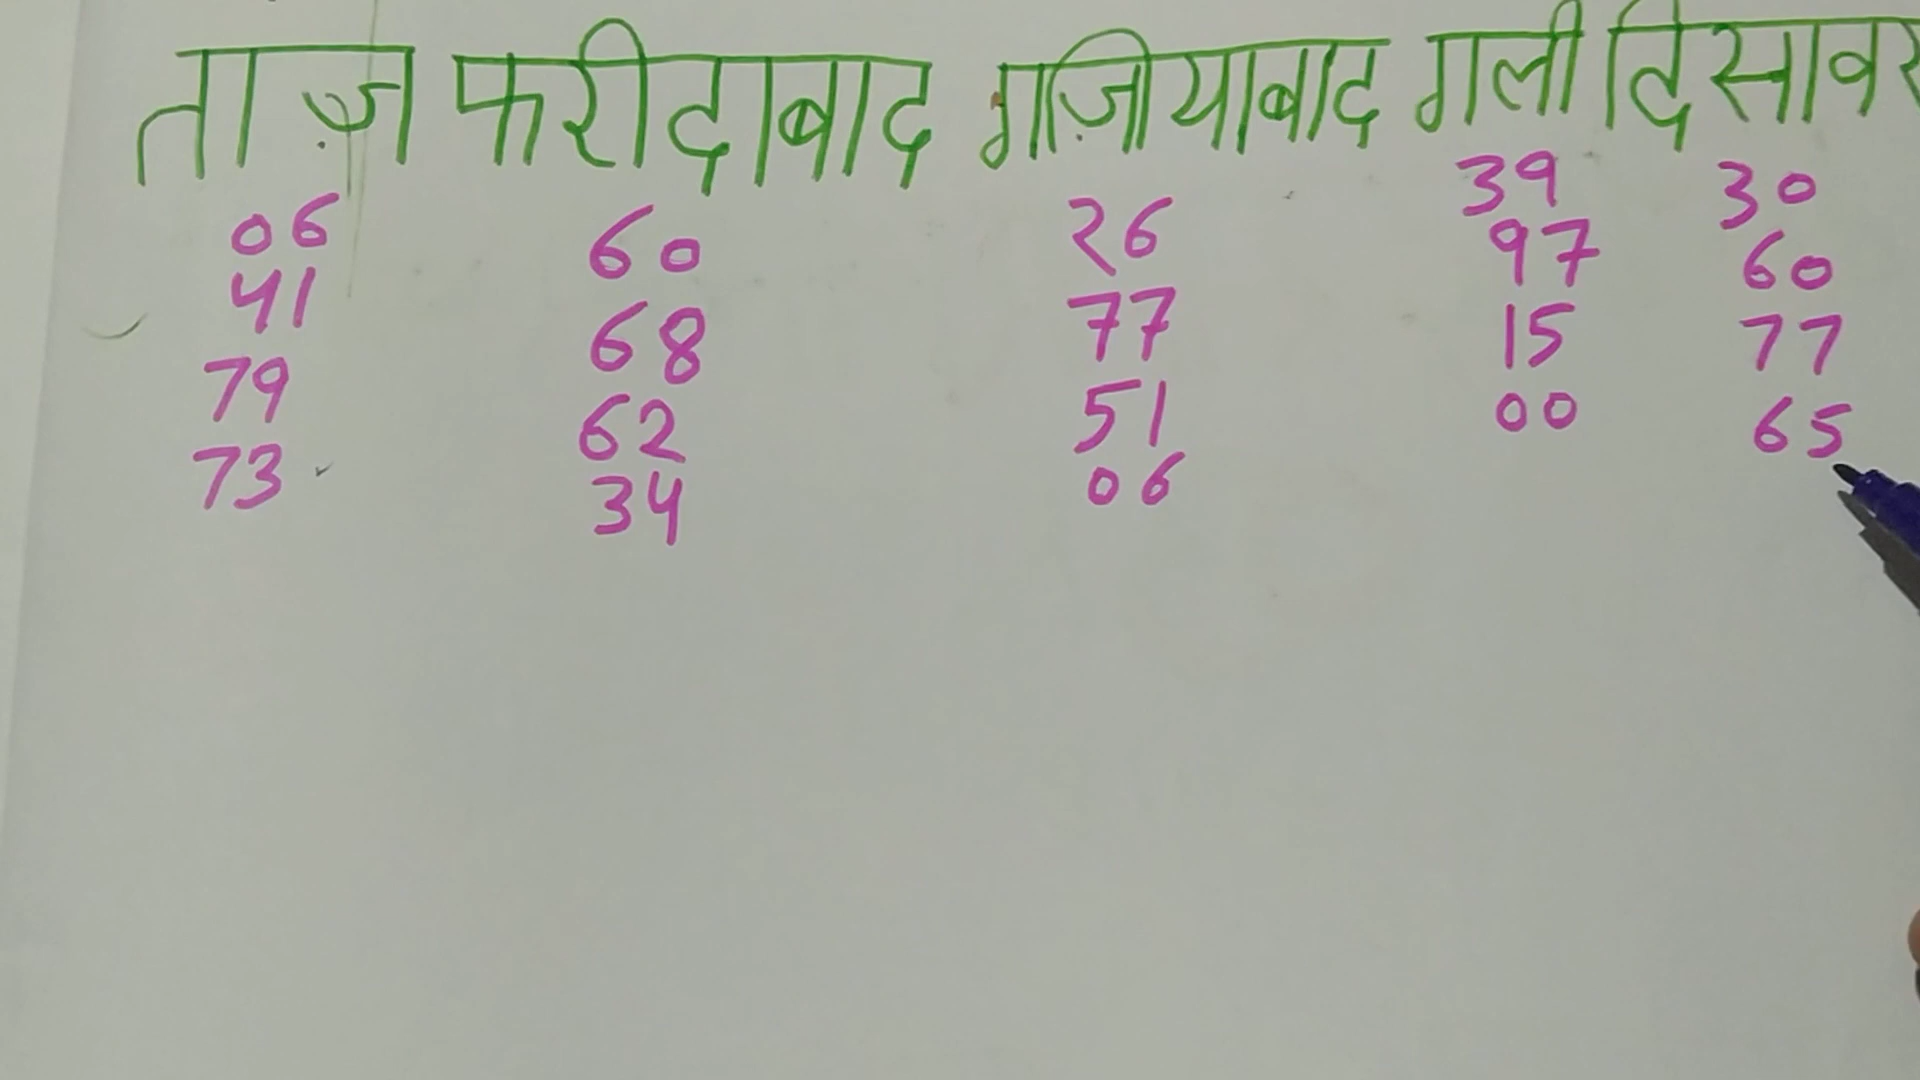 ताज़ फरीदाबाद गाज़ियाबाद गली दिसावर
06 60 26 39 30
41 68 77 97 60
79 62 51 15 77
73 34 06 00 65